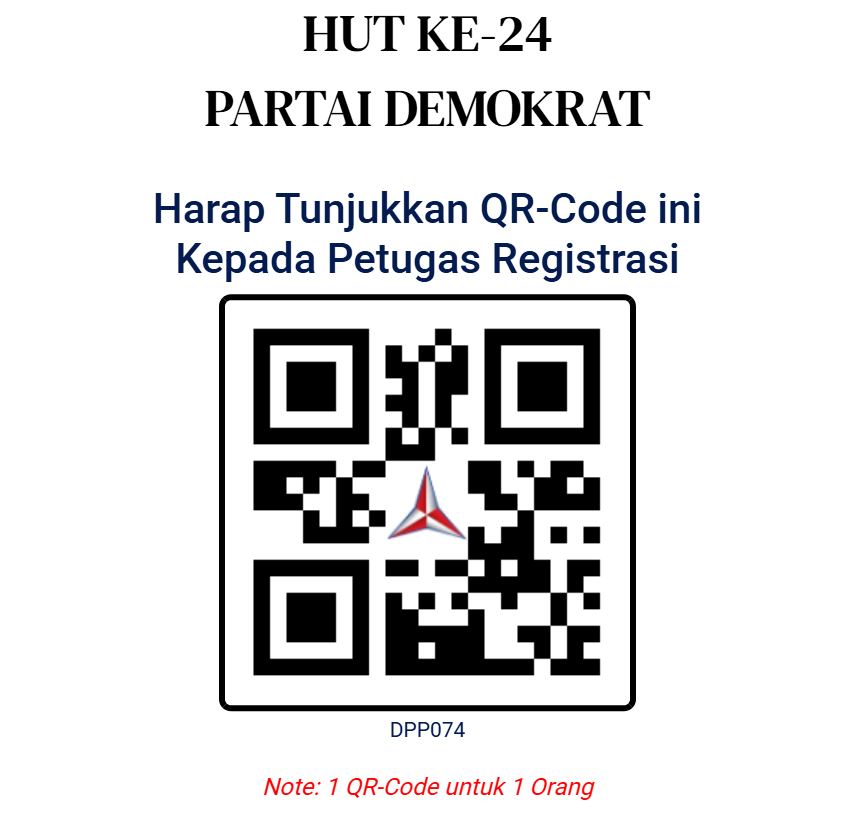 HUT KE-24
PARTAI DEMOKRAT
Harap Tunjukkan QR-Code ini
Kepada Petugas Registrasi
DPP074
Note: 1 QR-Code untuk 1 Orang